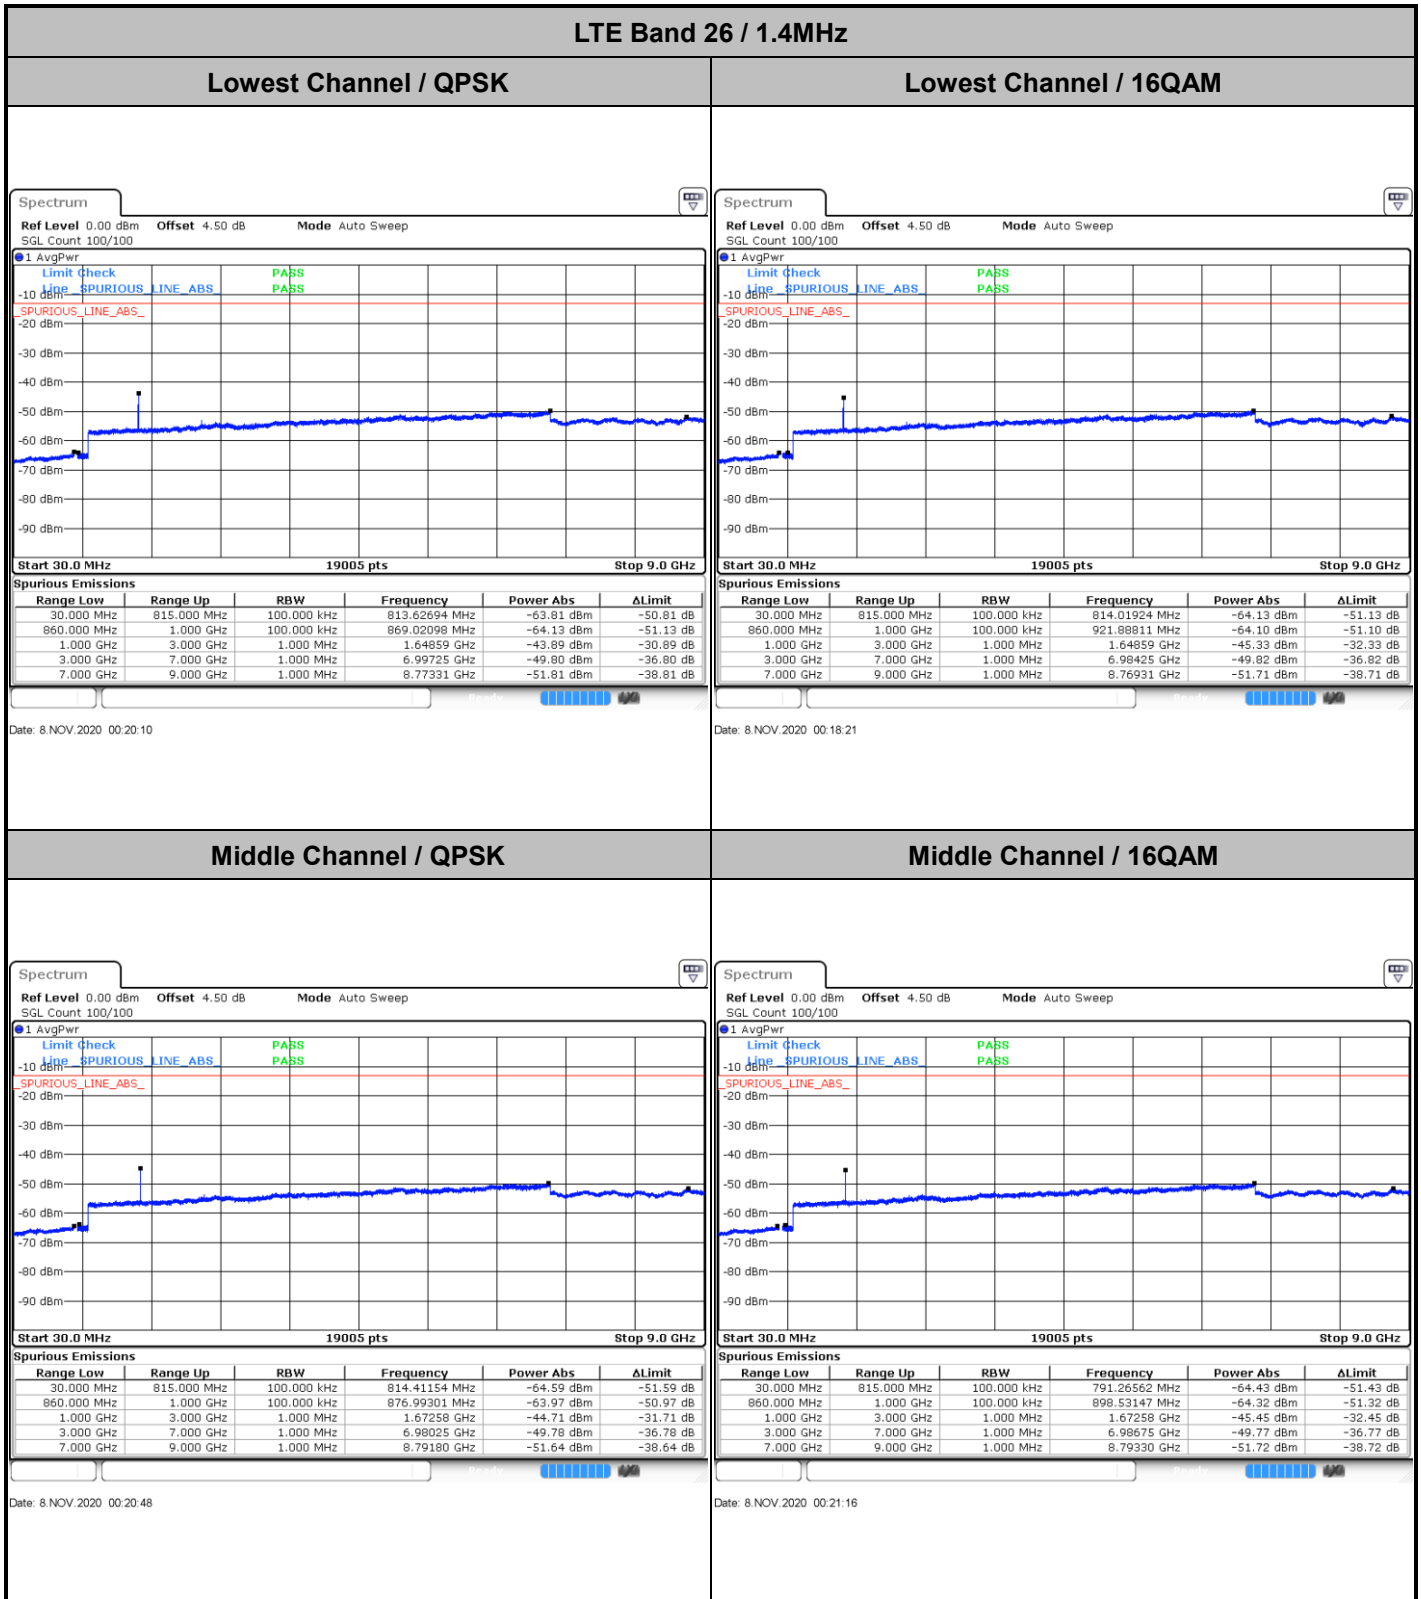 LTE Band 26 / 1.4MHz
Lowest Channel / QPSK
Lowest Channel / 16QAM
Spectrum
Ref Level 0.00 dBm Offset 4.50 dB Mode Auto Sweep
SGL Count 100/100
1 AvgPwr
Limit Check PASS
Line _SPURIOUS_LINE_ABS_ PASS
-10 dBm
_SPURIOUS_LINE_ABS_
-20 dBm
-30 dBm
-40 dBm
-50 dBm
-60 dBm
-70 dBm
-80 dBm
-90 dBm
Start 30.0 MHz 19005 pts Stop 9.0 GHz
Spurious Emissions
Range Low Range Up RBW Frequency Power Abs ΔLimit
30.000 MHz 815.000 MHz 100.000 kHz 813.62694 MHz -63.81 dBm -50.81 dB
860.000 MHz 1.000 GHz 100.000 kHz 869.02098 MHz -64.13 dBm -51.13 dB
1.000 GHz 3.000 GHz 1.000 MHz 1.64859 GHz -43.89 dBm -30.89 dB
3.000 GHz 7.000 GHz 1.000 MHz 6.99725 GHz -49.80 dBm -36.80 dB
7.000 GHz 9.000 GHz 1.000 MHz 8.77331 GHz -51.81 dBm -38.81 dB
Date: 8.NOV.2020 00:20:10
Spectrum
Ref Level 0.00 dBm Offset 4.50 dB Mode Auto Sweep
SGL Count 100/100
1 AvgPwr
Limit Check PASS
Line _SPURIOUS_LINE_ABS_ PASS
-10 dBm
_SPURIOUS_LINE_ABS_
-20 dBm
-30 dBm
-40 dBm
-50 dBm
-60 dBm
-70 dBm
-80 dBm
-90 dBm
Start 30.0 MHz 19005 pts Stop 9.0 GHz
Spurious Emissions
Range Low Range Up RBW Frequency Power Abs ΔLimit
30.000 MHz 815.000 MHz 100.000 kHz 814.01924 MHz -64.13 dBm -51.13 dB
860.000 MHz 1.000 GHz 100.000 kHz 921.88811 MHz -64.10 dBm -51.10 dB
1.000 GHz 3.000 GHz 1.000 MHz 1.64859 GHz -45.33 dBm -32.33 dB
3.000 GHz 7.000 GHz 1.000 MHz 6.98425 GHz -49.82 dBm -36.82 dB
7.000 GHz 9.000 GHz 1.000 MHz 8.76931 GHz -51.71 dBm -38.71 dB
Date: 8.NOV.2020 00:18:21
Middle Channel / QPSK
Middle Channel / 16QAM
Spectrum
Ref Level 0.00 dBm Offset 4.50 dB Mode Auto Sweep
SGL Count 100/100
1 AvgPwr
Limit Check PASS
Line _SPURIOUS_LINE_ABS_ PASS
-10 dBm
_SPURIOUS_LINE_ABS_
-20 dBm
-30 dBm
-40 dBm
-50 dBm
-60 dBm
-70 dBm
-80 dBm
-90 dBm
Start 30.0 MHz 19005 pts Stop 9.0 GHz
Spurious Emissions
Range Low Range Up RBW Frequency Power Abs ΔLimit
30.000 MHz 815.000 MHz 100.000 kHz 814.41154 MHz -64.59 dBm -51.59 dB
860.000 MHz 1.000 GHz 100.000 kHz 876.99301 MHz -63.97 dBm -50.97 dB
1.000 GHz 3.000 GHz 1.000 MHz 1.67258 GHz -44.71 dBm -31.71 dB
3.000 GHz 7.000 GHz 1.000 MHz 6.98025 GHz -49.78 dBm -36.78 dB
7.000 GHz 9.000 GHz 1.000 MHz 8.79180 GHz -51.64 dBm -38.64 dB
Date: 8.NOV.2020 00:20:48
Spectrum
Ref Level 0.00 dBm Offset 4.50 dB Mode Auto Sweep
SGL Count 100/100
1 AvgPwr
Limit Check PASS
Line _SPURIOUS_LINE_ABS_ PASS
-10 dBm
_SPURIOUS_LINE_ABS_
-20 dBm
-30 dBm
-40 dBm
-50 dBm
-60 dBm
-70 dBm
-80 dBm
-90 dBm
Start 30.0 MHz 19005 pts Stop 9.0 GHz
Spurious Emissions
Range Low Range Up RBW Frequency Power Abs ΔLimit
30.000 MHz 815.000 MHz 100.000 kHz 791.26562 MHz -64.43 dBm -51.43 dB
860.000 MHz 1.000 GHz 100.000 kHz 898.53147 MHz -64.32 dBm -51.32 dB
1.000 GHz 3.000 GHz 1.000 MHz 1.67258 GHz -45.45 dBm -32.45 dB
3.000 GHz 7.000 GHz 1.000 MHz 6.98675 GHz -49.77 dBm -36.77 dB
7.000 GHz 9.000 GHz 1.000 MHz 8.79330 GHz -51.72 dBm -38.72 dB
Date: 8.NOV.2020 00:21:16